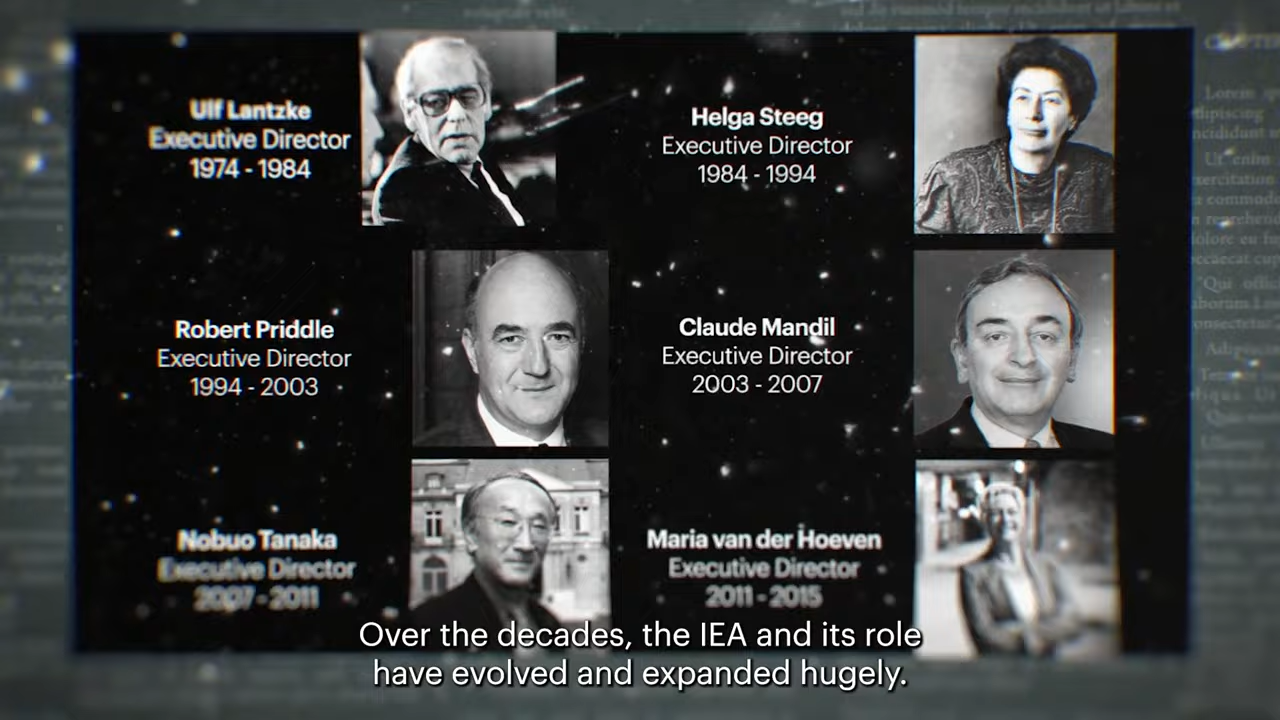 Ulf Lantzke
Executive Director
1974 - 1984
Helga Steeg
Executive Director
1984 - 1994
Robert Priddle
Executive Director
1994 - 2003
Claude Mandil
Executive Director
2003 - 2007
Nobuo Tanaka
Executive Director
2007 - 2011
Maria van der Hoeven
Executive Director
2011 - 2015
Over the decades, the IEA and its role
have evolved and expanded hugely.